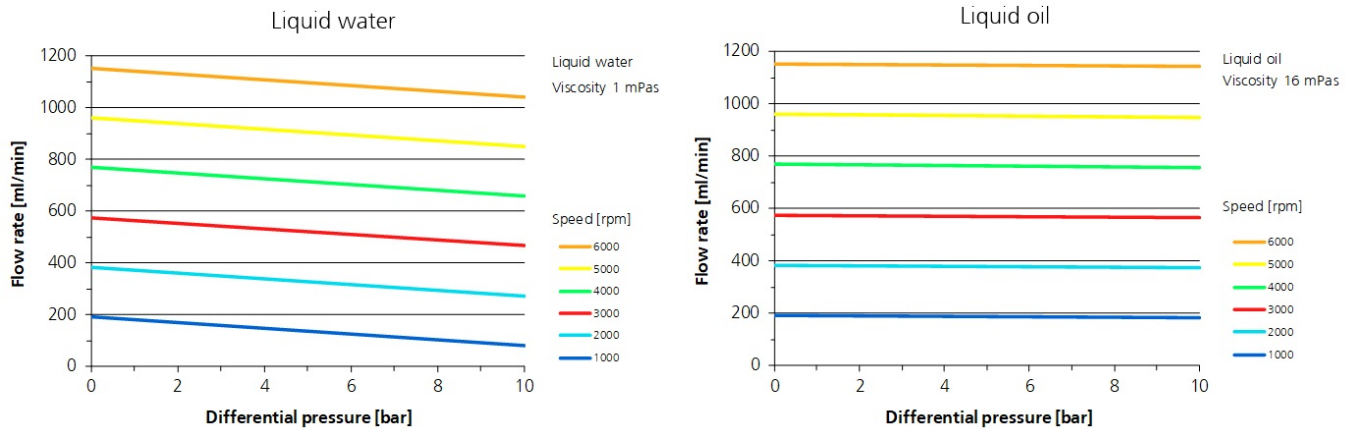 Liquid water
1200
1000
800
600
400
200
0
Flow rate [ml/min]
0 2 4 6 8 10
Differential pressure [bar]
Liquid water
Viscosity 1 mPas
Speed [rpm]
6000
5000
4000
3000
2000
1000
Liquid oil
1200
1000
800
600
400
200
0
Flow rate [ml/min]
0 2 4 6 8 10
Differential pressure [bar]
Liquid oil
Viscosity 16 mPas
Speed [rpm]
6000
5000
4000
3000
2000
1000